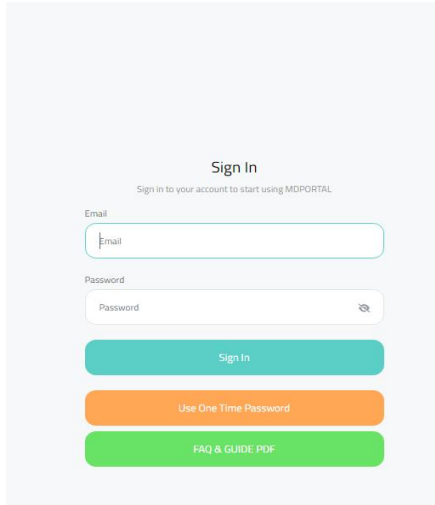 Sign In
Sign in to your account to start using MDPORTAL
Email
Email
Password
Password
Sign In
Use One Time Password
FAQ & GUIDE PDF